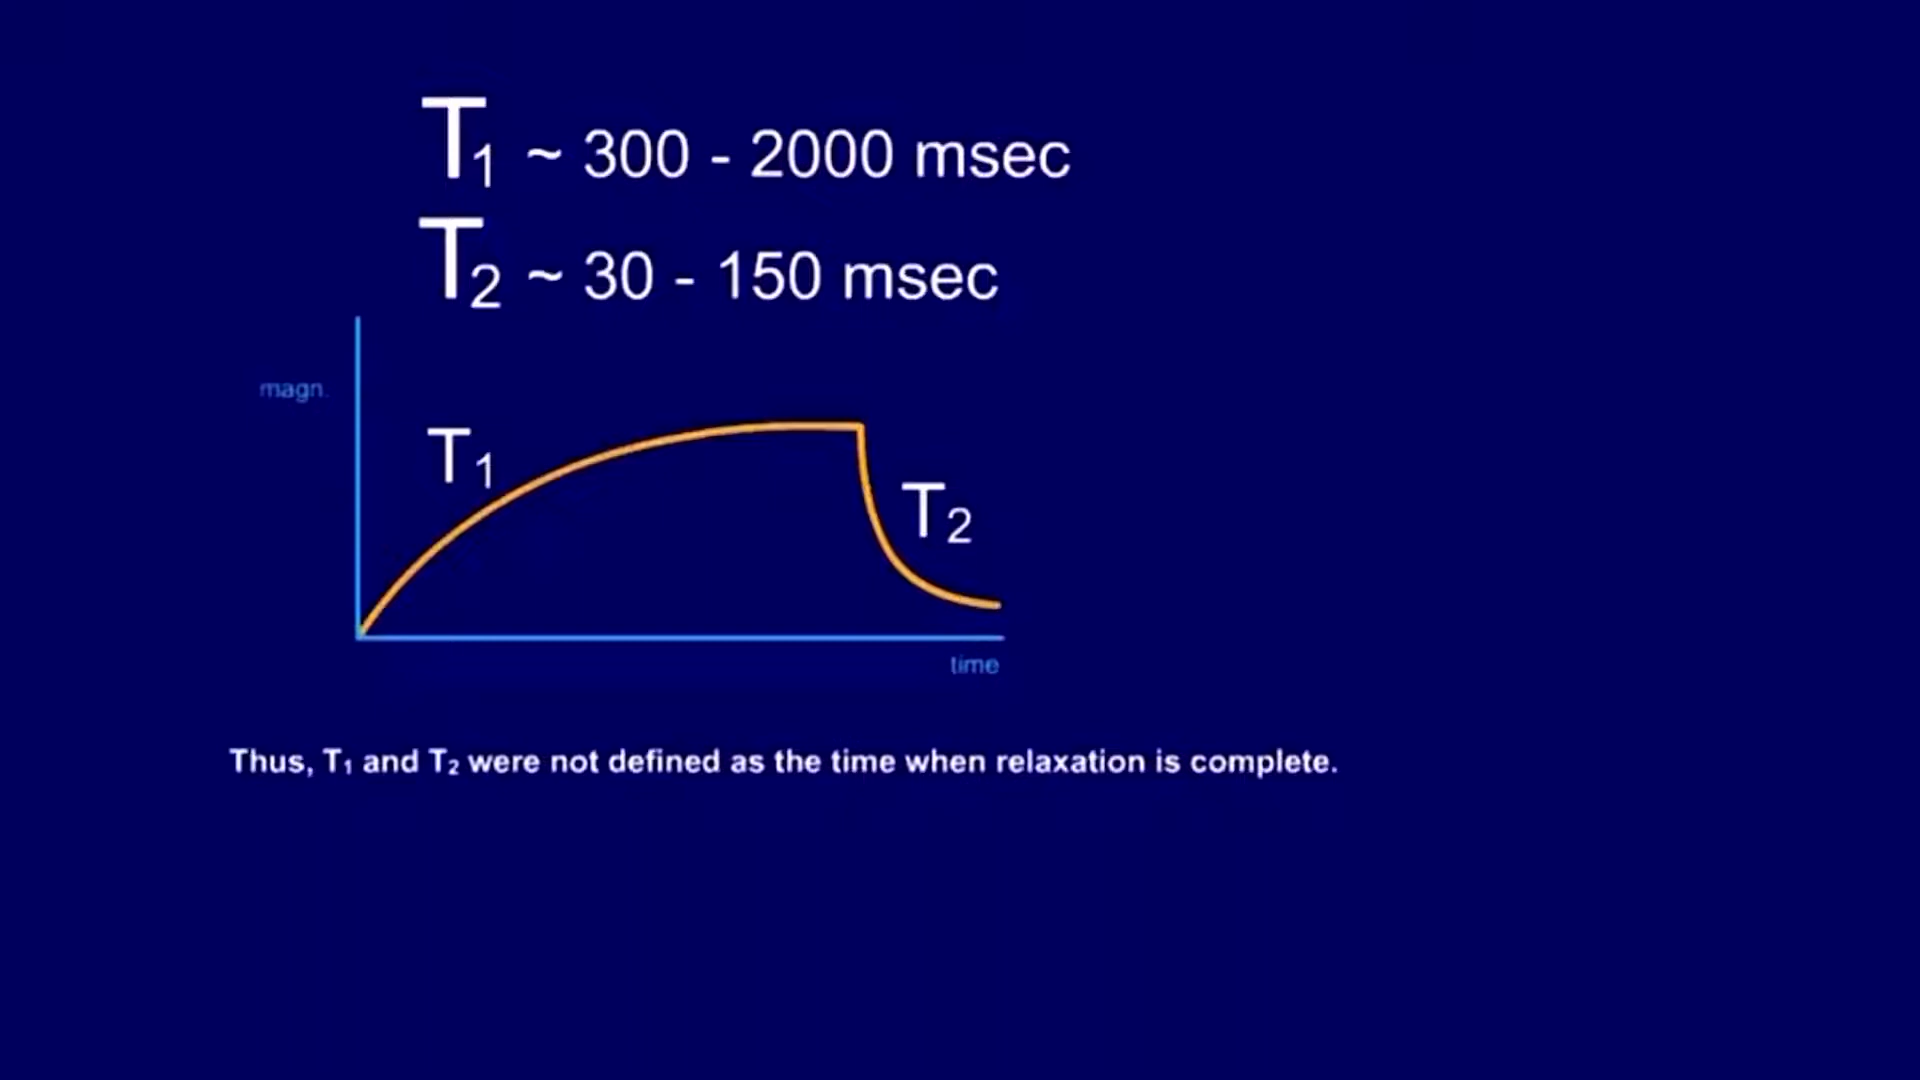 T₁ ~ 300 - 2000 msec
T₂ ~ 30 - 150 msec
magn.
T₁
T₂
time
Thus, T₁ and T₂ were not defined as the time when relaxation is complete.